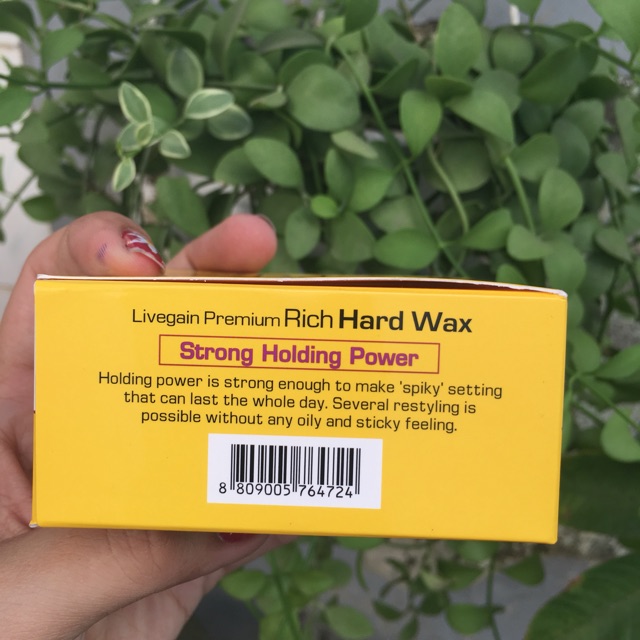 Livegain Premium Rich Hard Wax
Strong Holding Power
Holding power is strong enough to make 'spiky' setting
that can last the whole day. Several restyling is
possible without any oily and sticky feeling.
8 809005 764724